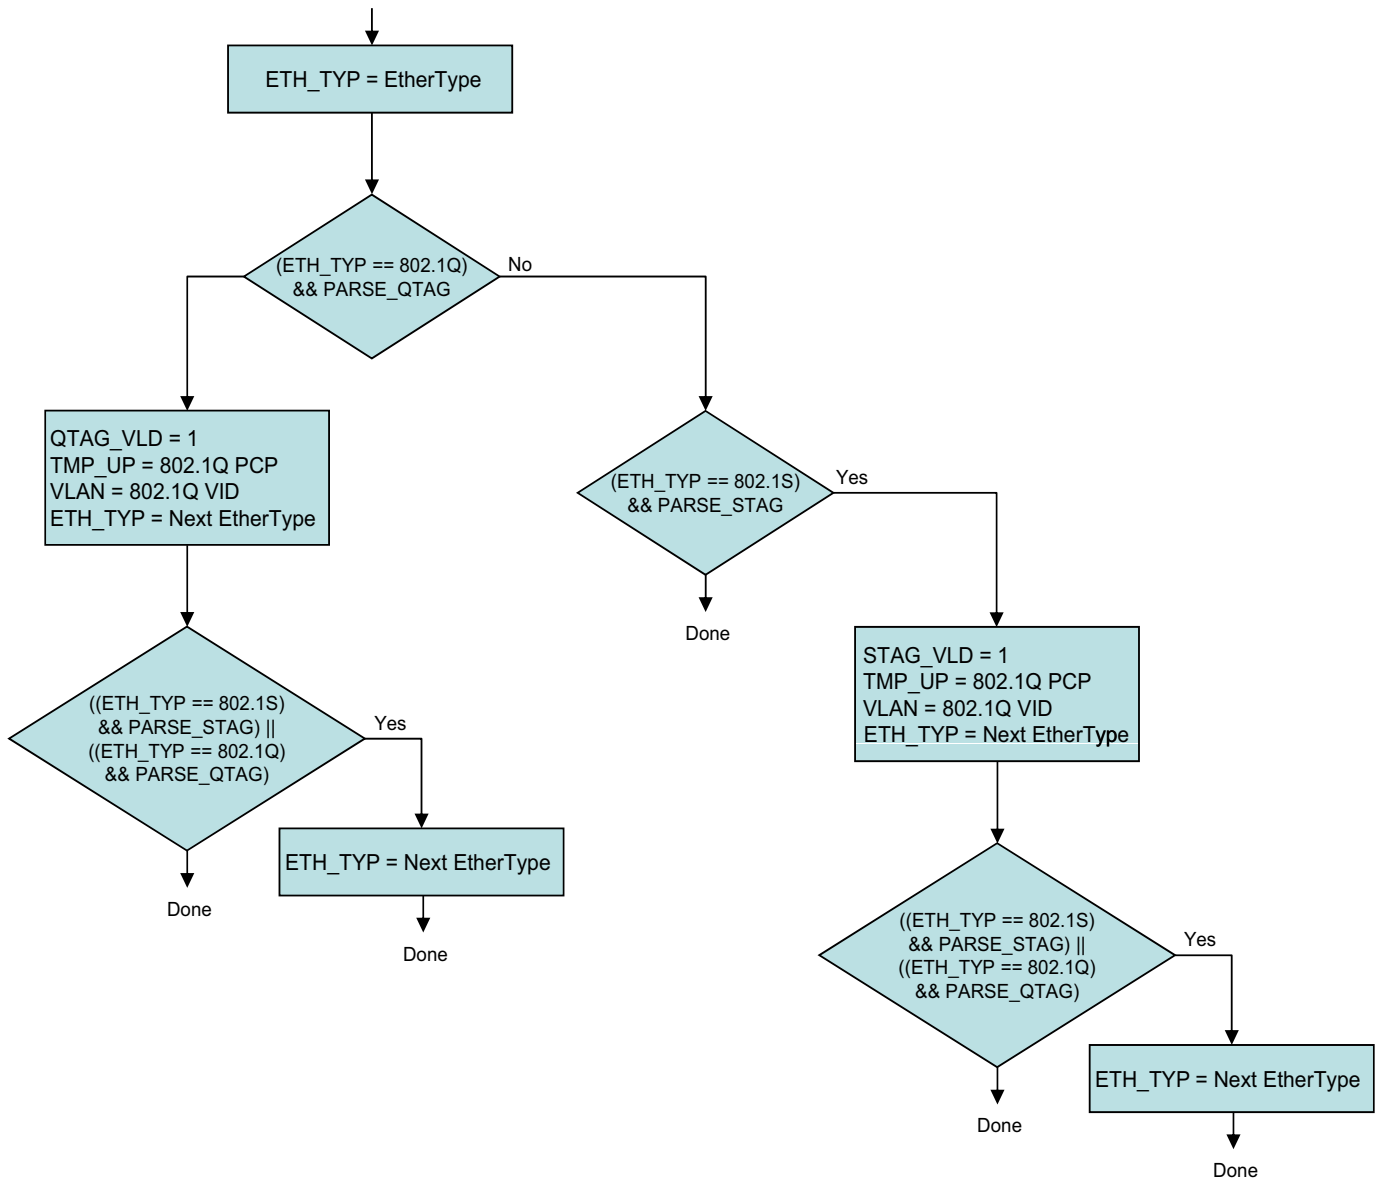 ETH_TYP = EtherType
(ETH_TYP == 802.1Q)
&& PARSE_QTAG
No
QTAG_VLD = 1
TMP_UP = 802.1Q PCP
VLAN = 802.1Q VID
ETH_TYP = Next EtherType
(ETH_TYP == 802.1S)
&& PARSE_STAG
Yes
Done
((ETH_TYP == 802.1S)
&& PARSE_STAG) ||
((ETH_TYP == 802.1Q)
&& PARSE_QTAG)
Yes
STAG_VLD = 1
TMP_UP = 802.1Q PCP
VLAN = 802.1Q VID
ETH_TYP = Next EtherType
ETH_TYP = Next EtherType
Done
Done
((ETH_TYP == 802.1S)
&& PARSE_STAG) ||
((ETH_TYP == 802.1Q)
&& PARSE_QTAG)
Yes
ETH_TYP = Next EtherType
Done
Done